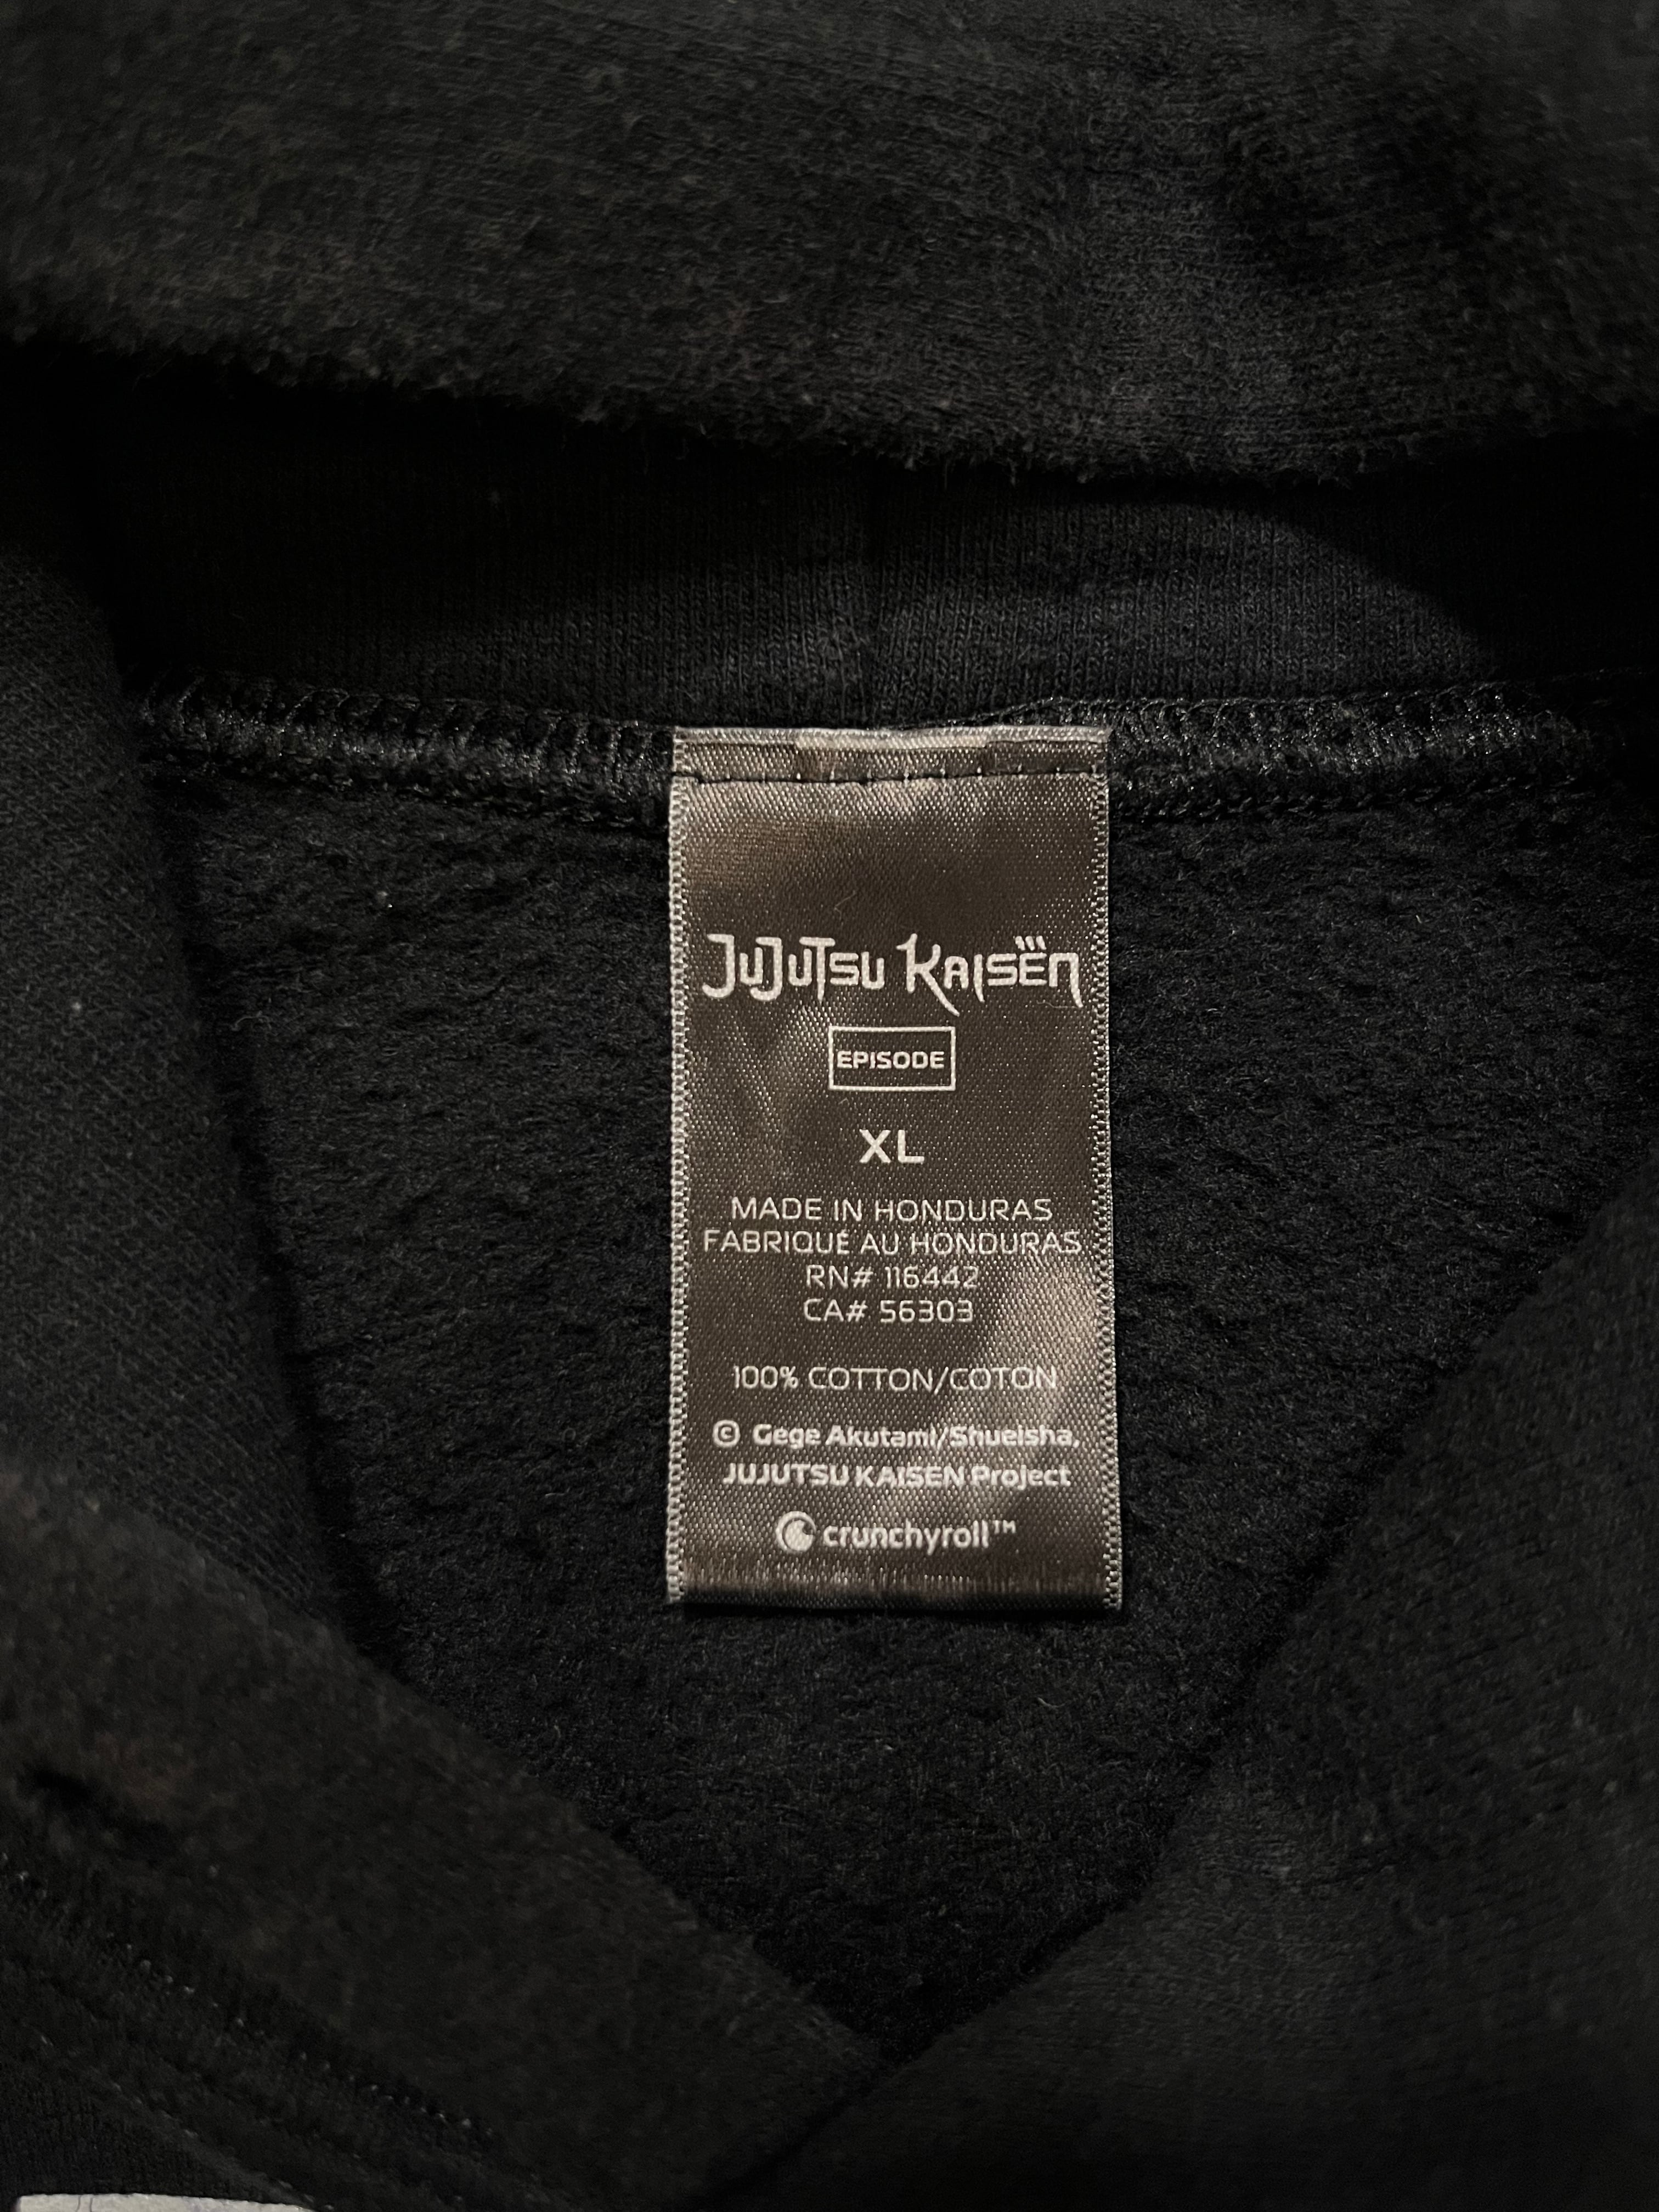 JUJUTSU KAISEN
EPISODE
XL
MADE IN HONDURAS
FABRIQUÉ AU HONDURAS
RN# 116442
CA# 56303
100% COTTON/COTON
© Gege Akutami/Shueisha,
JUJUTSU KAISEN Project
crunchyroll™